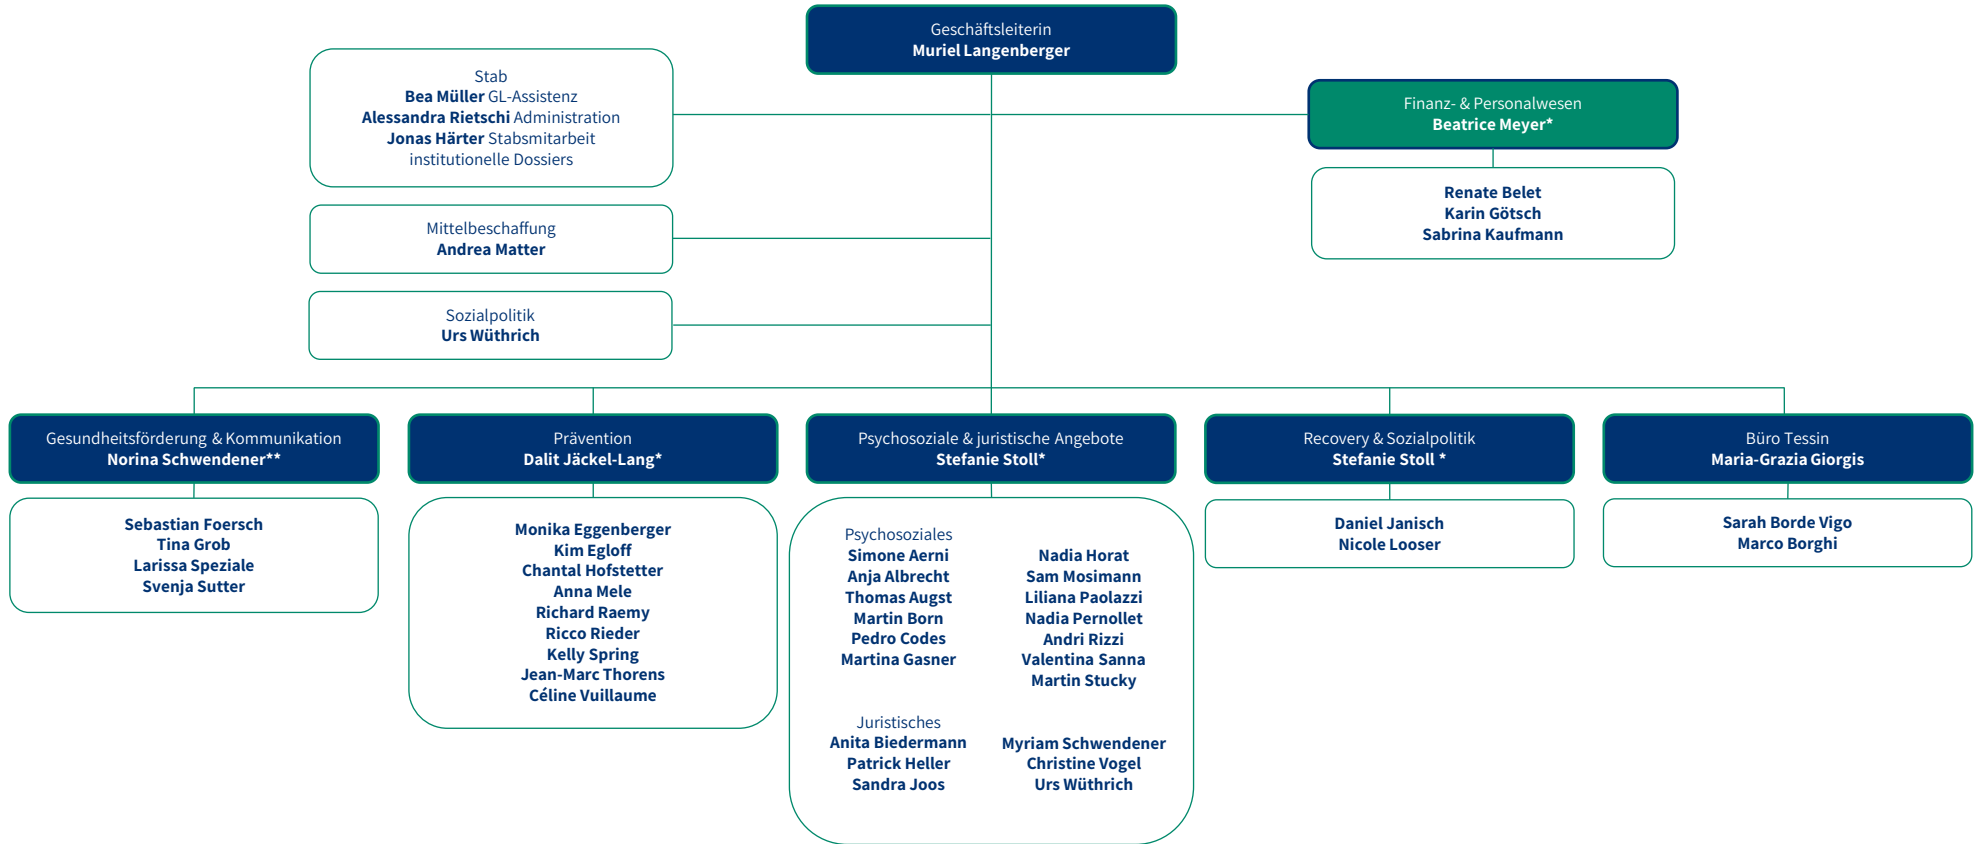 Geschäftsleiterin
Muriel Langenberger
Stab
Bea Müller GL-Assistenz
Alessandra Rietschi Administration
Jonas Härter Stabsmitarbeit
institutionelle Dossiers
Finanz- & Personalwesen
Beatrice Meyer*
Renate Belet
Karin Götsch
Sabrina Kaufmann
Mittelbeschaffung
Andrea Matter
Sozialpolitik
Urs Wüthrich
Gesundheitsförderung & Kommunikation
Norina Schwendener**
Sebastian Foersch
Tina Grob
Larissa Speziale
Svenja Sutter
Prävention
Dalit Jäckel-Lang*
Monika Eggenberger
Kim Egloff
Chantal Hofstetter
Anna Mele
Richard Raemy
Ricco Rieder
Kelly Spring
Jean-Marc Thorens
Céline Vuillaume
Psychosoziale & juristische Angebote
Stefanie Stoll*
Psychosoziales
Simone Aerni
Anja Albrecht
Thomas Augst
Martin Born
Pedro Codes
Martina Gasner
Nadia Horat
Sam Mosimann
Liliana Paolazzi
Nadia Pernollet
Andri Rizzi
Valentina Sanna
Martin Stucky
Juristisches
Anita Biedermann
Patrick Heller
Sandra Joos
Myriam Schwendener
Christine Vogel
Urs Wüthrich
Recovery & Sozialpolitik
Stefanie Stoll *
Daniel Janisch
Nicole Looser
Büro Tessin
Maria-Grazia Giorgis
Sarah Borde Vigo
Marco Borghi